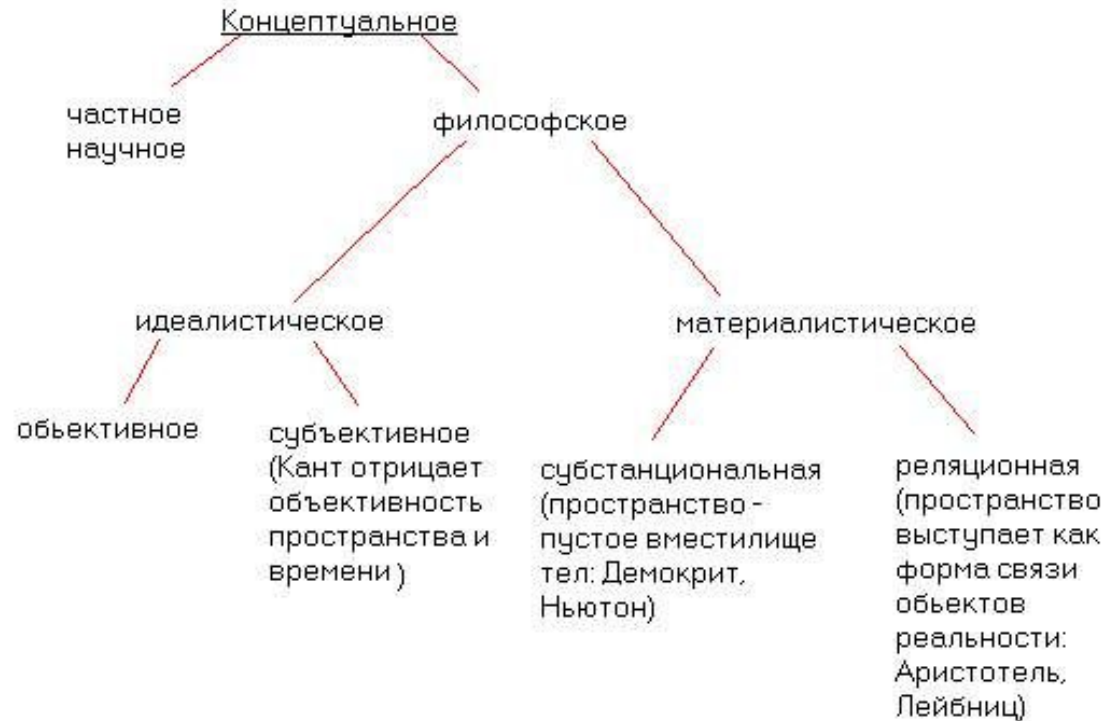 Концептуальное
частное
научное
философское
идеалистическое
материалистическое
обьективное
субъективное
(Кант отрицает
объективность
пространства и
времени )
субстанциональная
(пространство -
пустое вместилище
тел: Демокрит,
Ньютон)
реляционная
(пространство
выступает как
форма связи
обьектов
реальности:
Аристотель,
Лейбниц)